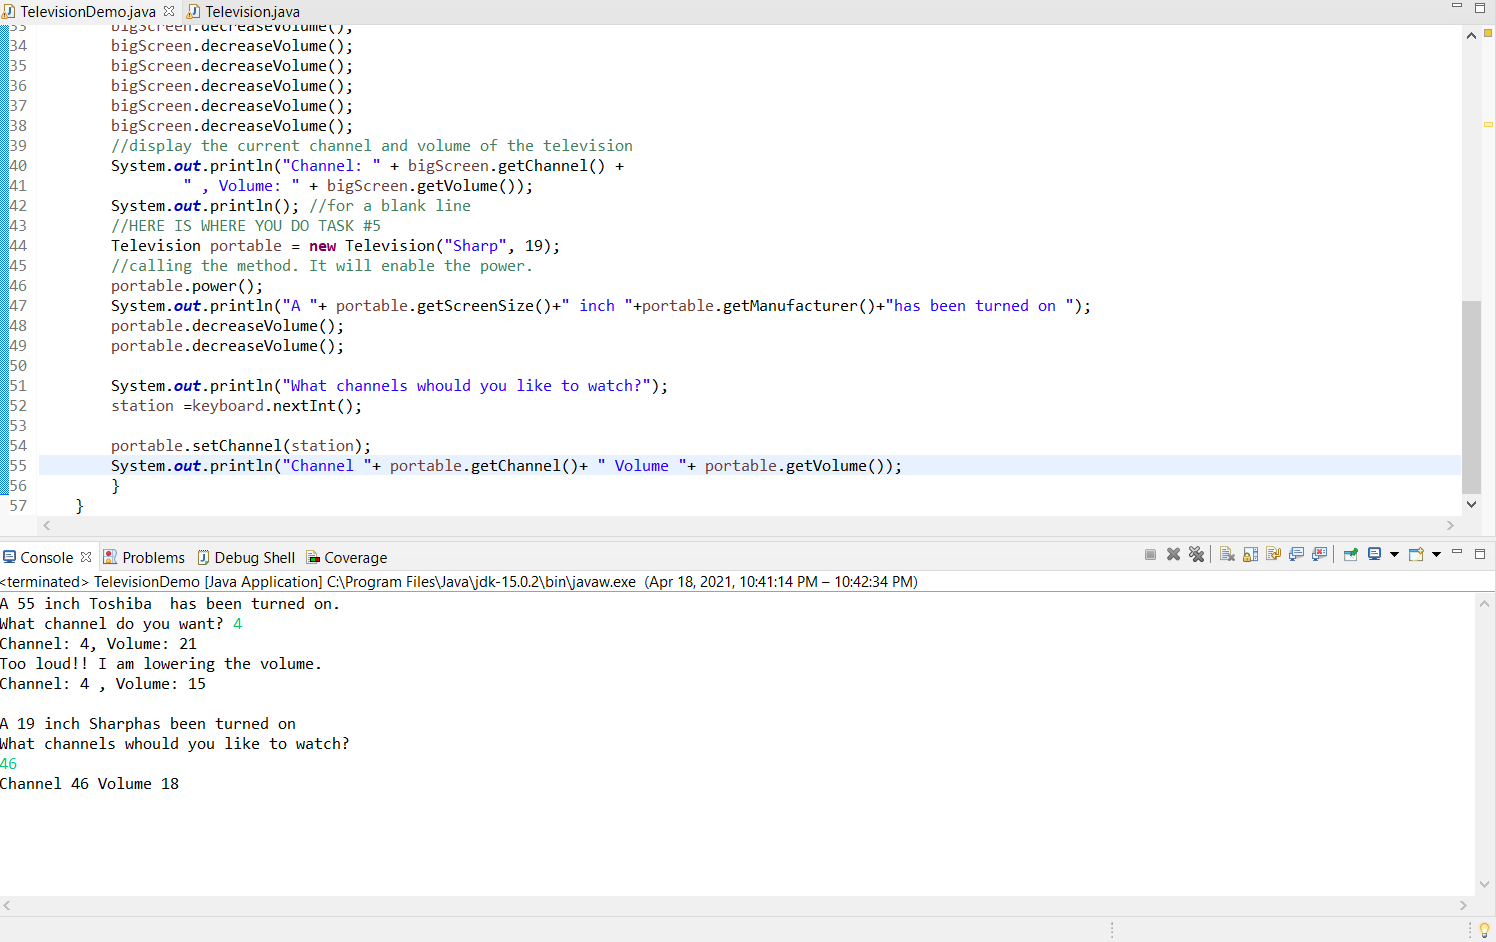 TelevisionDemo.java Television.java
33 bigScreen.decreaseVolume();
34 bigScreen.decreaseVolume();
35 bigScreen.decreaseVolume();
36 bigScreen.decreaseVolume();
37 bigScreen.decreaseVolume();
38 bigScreen.decreaseVolume();
39 //display the current channel and volume of the television
40 System.out.println("Channel: " + bigScreen.getChannel() +
41 " , Volume: " + bigScreen.getVolume());
42 System.out.println(); //for a blank line
43 //HERE IS WHERE YOU DO TASK #5
44 Television portable = new Television("Sharp", 19);
45 //calling the method. It will enable the power.
46 portable.power();
47 System.out.println("A "+ portable.getScreenSize()+" inch "+portable.getManufacturer()+"has been turned on ");
48 portable.decreaseVolume();
49 portable.decreaseVolume();
50
51 System.out.println("What channels whould you like to watch?");
52 station =keyboard.nextInt();
53
54 portable.setChannel(station);
55 System.out.println("Channel "+ portable.getChannel()+ " Volume "+ portable.getVolume());
56 }
57 }
Console Problems Debug Shell Coverage
<terminated> TelevisionDemo [Java Application] C:\Program Files\Java\jdk-15.0.2\bin\javaw.exe (Apr 18, 2021, 10:41:14 PM – 10:42:34 PM)
A 55 inch Toshiba  has been turned on.
What channel do you want? 4
Channel: 4, Volume: 21
Too loud!! I am lowering the volume.
Channel: 4 , Volume: 15
A 19 inch Sharphas been turned on
What channels whould you like to watch?
46
Channel 46 Volume 18